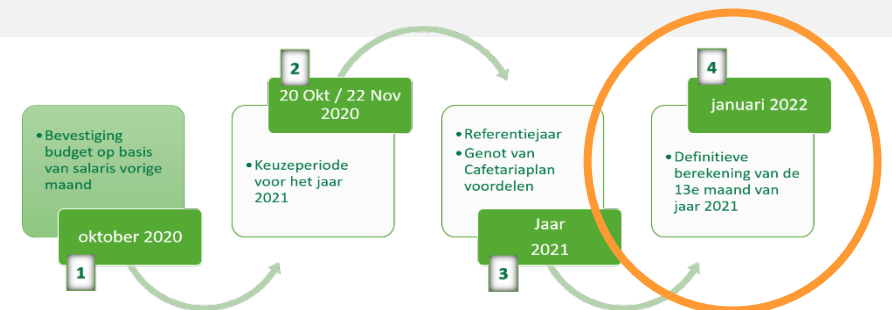 • Bevestiging
budget op basis
van salaris vorige
maand
oktober 2020
1
2
20 Okt / 22 Nov
2020
• Keuzeperiode
voor het jaar
2021
• Referentiejaar
• Genot van
Cafetariaplan
voordelen
Jaar
2021
3
4
januari 2022
• Definitieve
berekening van de
13e maand van
jaar 2021